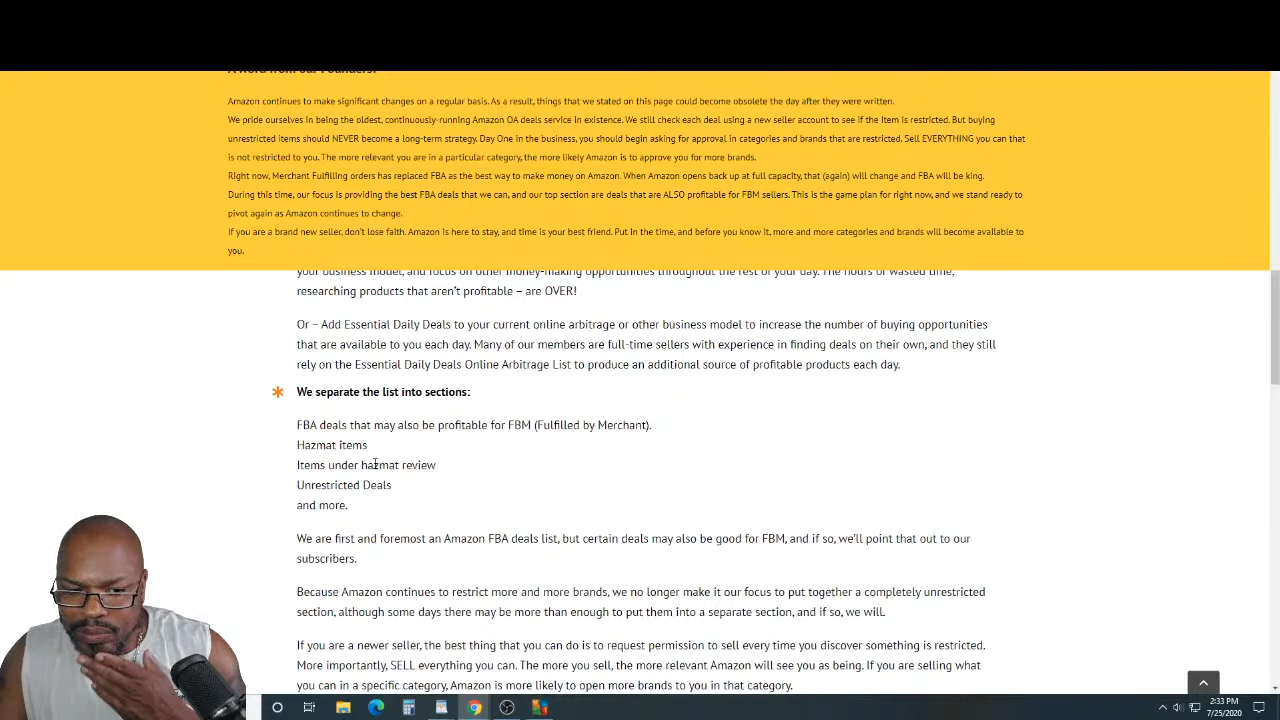 A word from our Founders:
Amazon continues to make significant changes on a regular basis. As a result, things that we stated on this page could become obsolete the day after they were written.
We pride ourselves in being the oldest, continuously-running Amazon OA deals service in existence. We still check each deal using a new seller account to see if the item is restricted. But buying
unrestricted items should NEVER become a long-term strategy. Day One in the business, you should begin asking for approval in categories and brands that are restricted. Sell EVERYTHING you can that
is not restricted to you. The more relevant you are in a particular category, the more likely Amazon is to approve you for more brands.
Right now, Merchant Fulfilling orders has replaced FBA as the best way to make money on Amazon. When Amazon opens back up at full capacity, that (again) will change and FBA will be king.
During this time, our focus is providing the best FBA deals that we can, and our top section are deals that are ALSO profitable for FBM sellers. This is the game plan for right now, and we stand ready to
pivot again as Amazon continues to change.
If you are a brand new seller, don't lose faith. Amazon is here to stay, and time is your best friend. Put in the time, and before you know it, more and more categories and brands will become available to
you.
your business model, and focus on other money-making opportunities throughout the rest of your day. The hours of wasted time,
researching products that aren't profitable – are OVER!
Or – Add Essential Daily Deals to your current online arbitrage or other business model to increase the number of buying opportunities
that are available to you each day. Many of our members are full-time sellers with experience in finding deals on their own, and they still
rely on the Essential Daily Deals Online Arbitrage List to produce an additional source of profitable products each day.
We separate the list into sections:
FBA deals that may also be profitable for FBM (Fulfilled by Merchant).
Hazmat items
Items under hazmat review
Unrestricted Deals
and more.
We are first and foremost an Amazon FBA deals list, but certain deals may also be good for FBM, and if so, we'll point that out to our
subscribers.
Because Amazon continues to restrict more and more brands, we no longer make it our focus to put together a completely unrestricted
section, although some days there may be more than enough to put them into a separate section, and if so, we will.
If you are a newer seller, the best thing that you can do is to request permission to sell every time you discover something is restricted.
More importantly, SELL everything you can. The more you sell, the more relevant Amazon will see you as being. If you are selling what
you can in a specific category, Amazon is more likely to open more brands to you in that category.
2:33 PM
7/25/2020